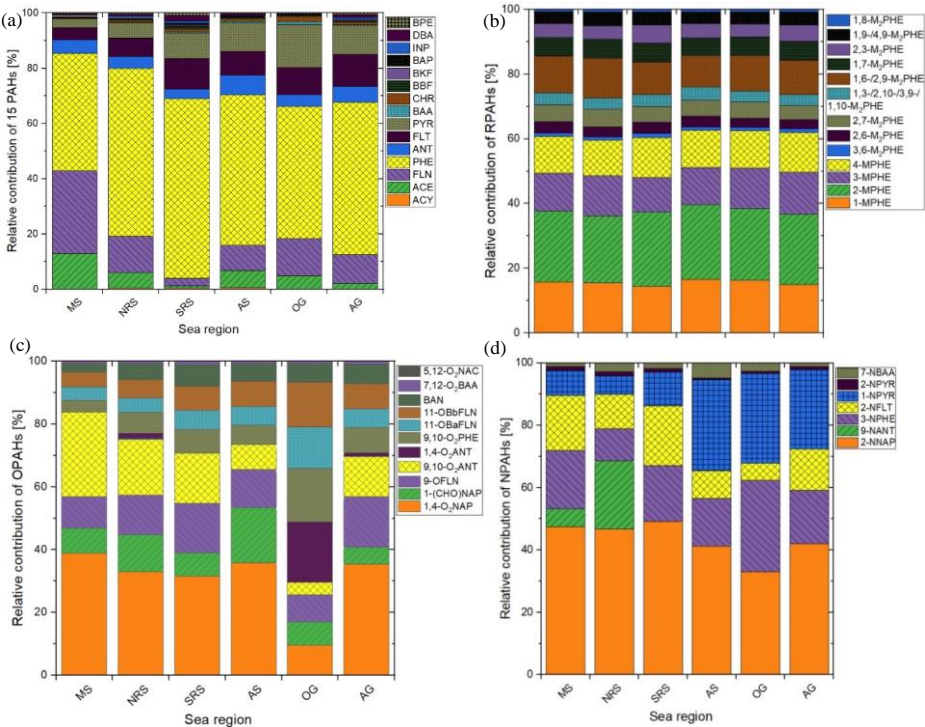 (a)
Relative contribution of 15 PAHs [%]
100
80
60
40
20
0
MS
NRS
SRS
AS
OG
AG
Sea region
BPE
DBA
INP
BAP
BKF
BBF
CHR
BAA
PYR
FLT
ANT
PHE
FLN
ACE
ACY
(b)
Relative contribution of RPAHs [%]
100
80
60
40
20
0
1,8-M₂PHE
1,9-/4,9-M₂PHE
2,3-M₂PHE
1,7-M₂PHE
1,6-/2,9-M₂PHE
1,3-/2,10-/3,9-/
1,10-M₂PHE
2,7-M₂PHE
2,6-M₂PHE
3,6-M₂PHE
4-MPHE
3-MPHE
2-MPHE
1-MPHE
(c)
Relative contribution of OPAHs [%]
100
80
60
40
20
0
MS
NRS
SRS
AS
OG
AG
Sea region
5,12-O₂NAC
7,12-O₂BAA
BAN
11-OBbFLN
11-OBaFLN
9,10-O₂PHE
1,4-O₂ANT
9,10-O₂ANT
9-OFLN
1-(CHO)NAP
1,4-O₂NAP
(d)
Relative contribution of NPAHs [%]
100
80
60
40
20
0
MS
NRS
SRS
AS
OG
AG
Sea region
7-NBAA
2-NPYR
1-NPYR
2-NFLT
3-NPHE
9-NANT
2-NNAP